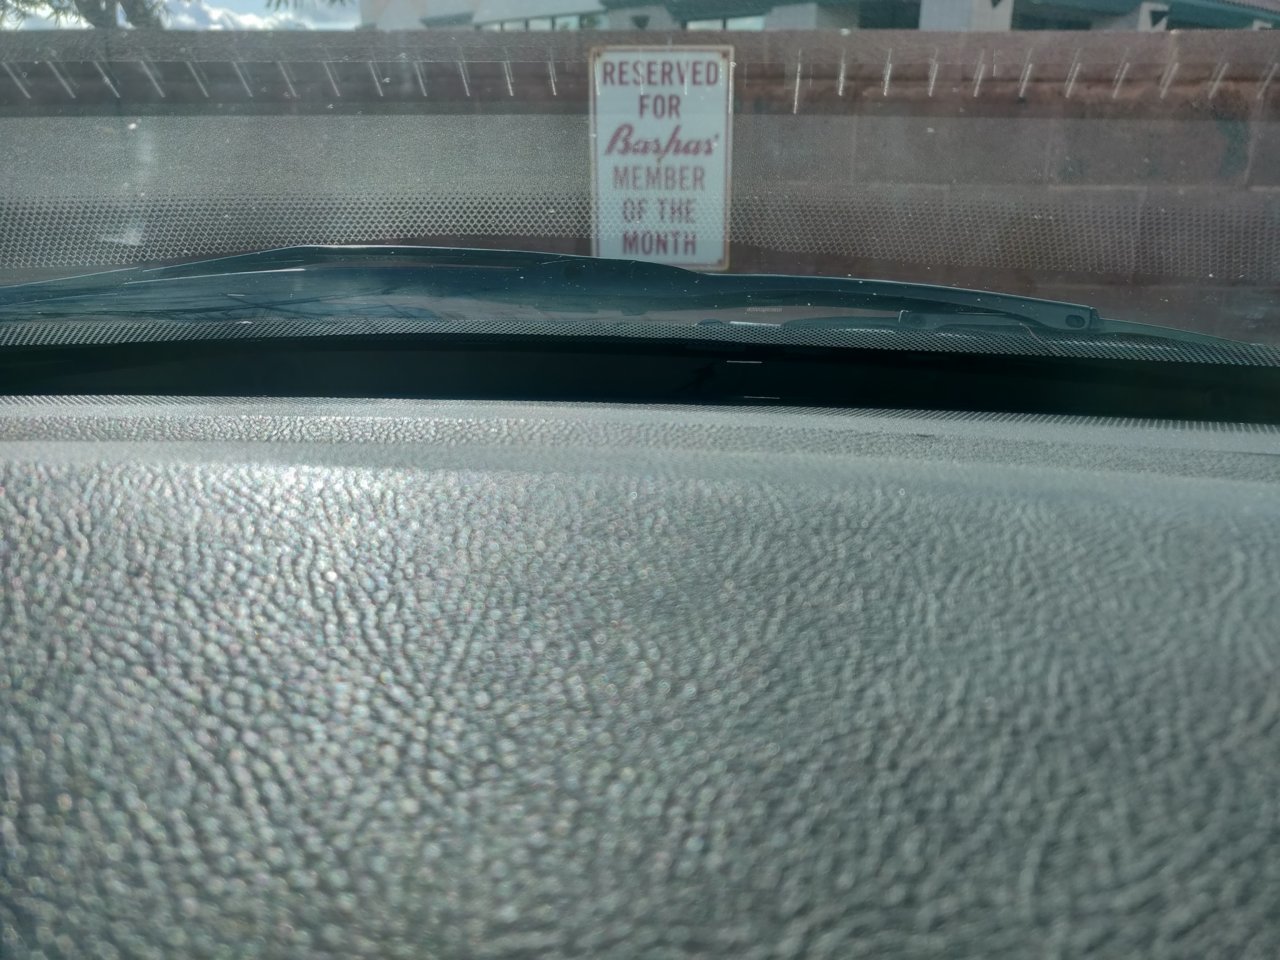 RESERVED
FOR
Bashas'
MEMBER
OF THE
MONTH